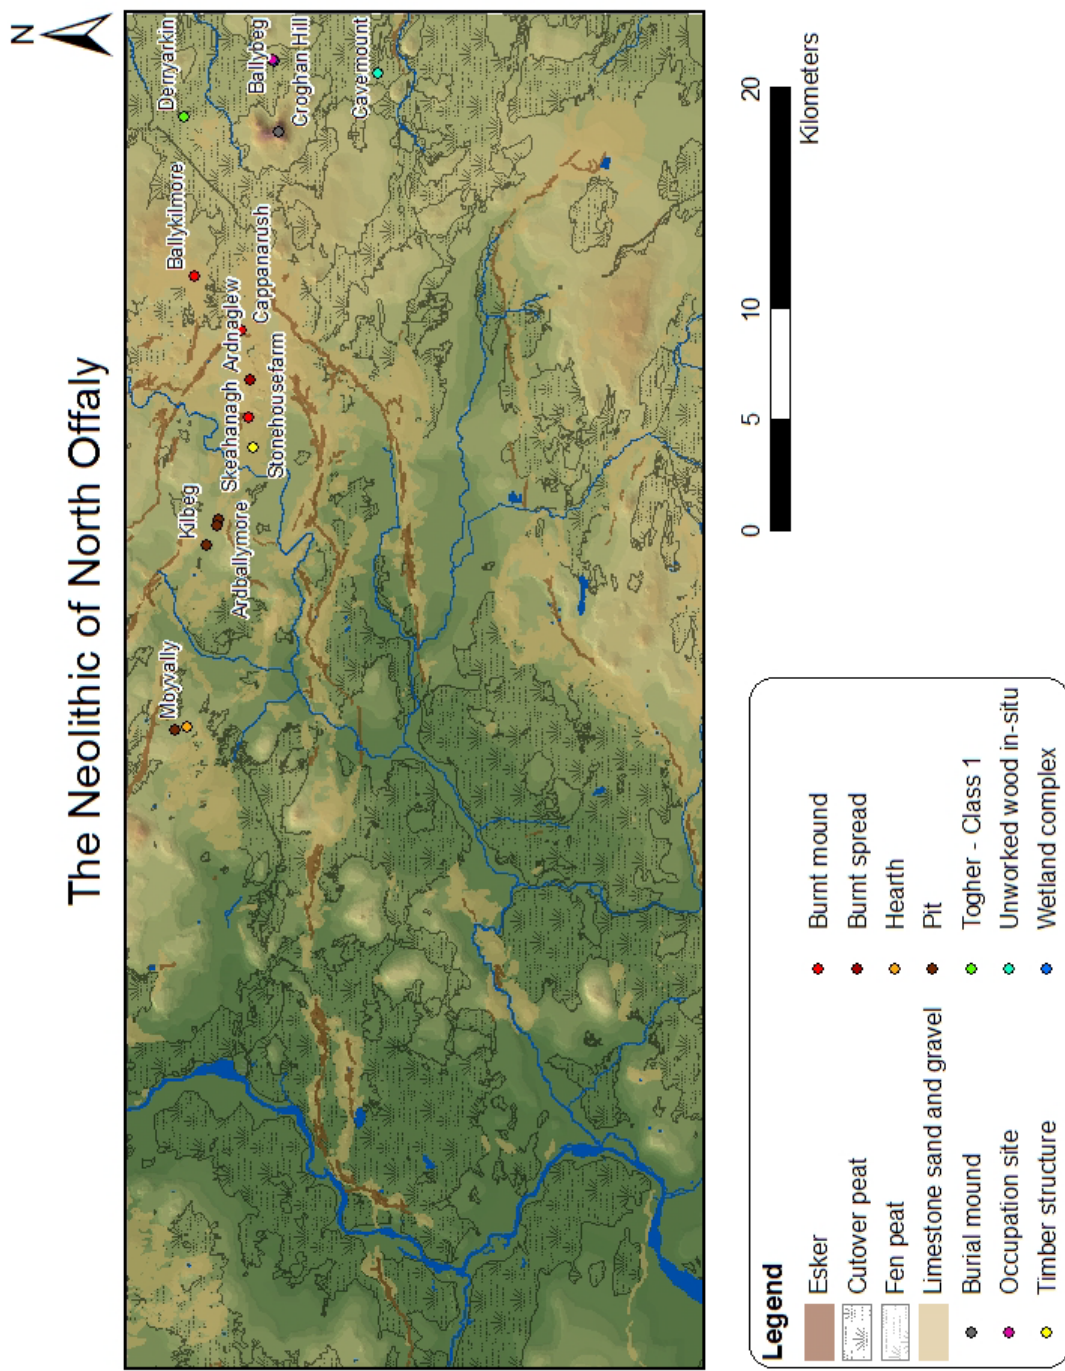 The Neolithic of North Offaly
N
Derryarkin
Ballybeg
Croghan Hill
Cavemount
Ballykilmore
Cappanarush
Ardnaglew
Skeahanagh
Stonehousefarm
Kilbeg
Ardballymore
Moyvally
Legend
Esker
Cutover peat
Fen peat
Limestone sand and gravel
Burial mound
Occupation site
Timber structure
Burnt mound
Burnt spread
Hearth
Pit
Togher - Class 1
Unworked wood in-situ
Wetland complex
0 5 10 20
Kilometers